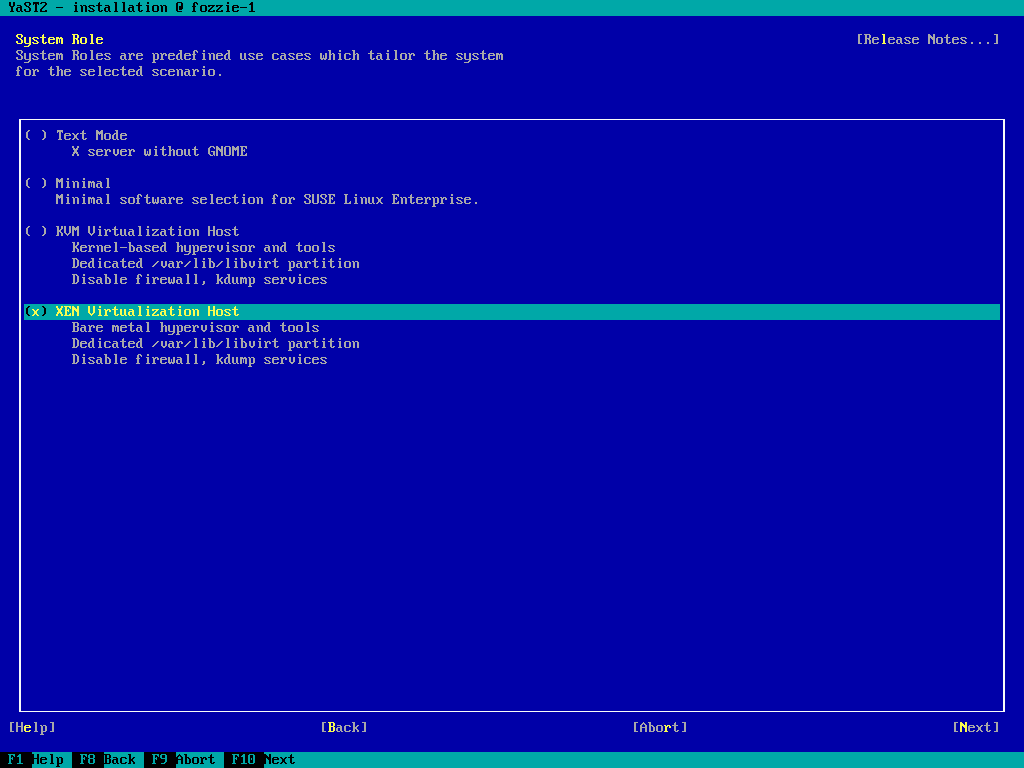 YaST2 - installation @ fozzie-1
System Role [Release Notes...]
System Roles are predefined use cases which tailor the system
for the selected scenario.
( ) Text Mode
X server without GNOME
( ) Minimal
Minimal software selection for SUSE Linux Enterprise.
( ) KVM Virtualization Host
Kernel-based hypervisor and tools
Dedicated /var/lib/libvirt partition
Disable firewall, kdump services
(x) XEN Virtualization Host
Bare metal hypervisor and tools
Dedicated /var/lib/libvirt partition
Disable firewall, kdump services
[Help] [Back] [Abort] [Next]
F1 Help F8 Back F9 Abort F10 Next